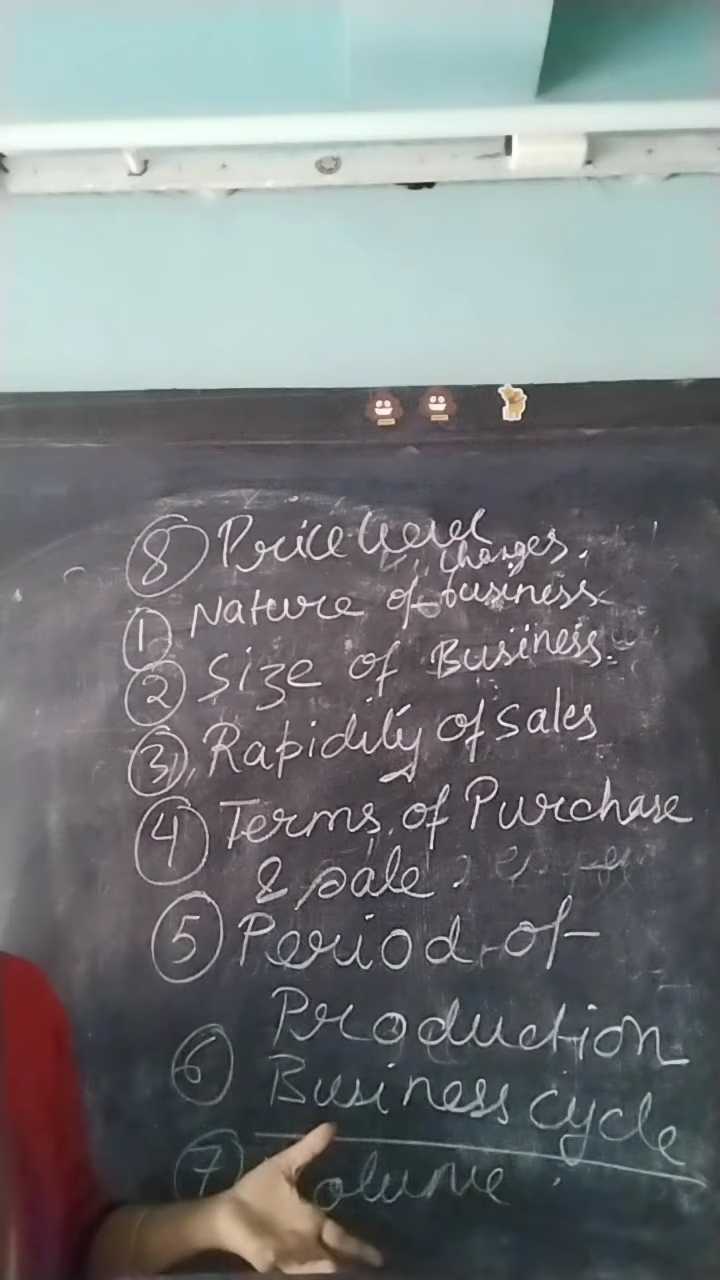 8 Price level
changes.
1 Nature of business
2 Size of Business.
3 Rapidity of sales
4 Terms of Purchase
& sale.
5 Period of
Production
6 Business cycle
7 Volume